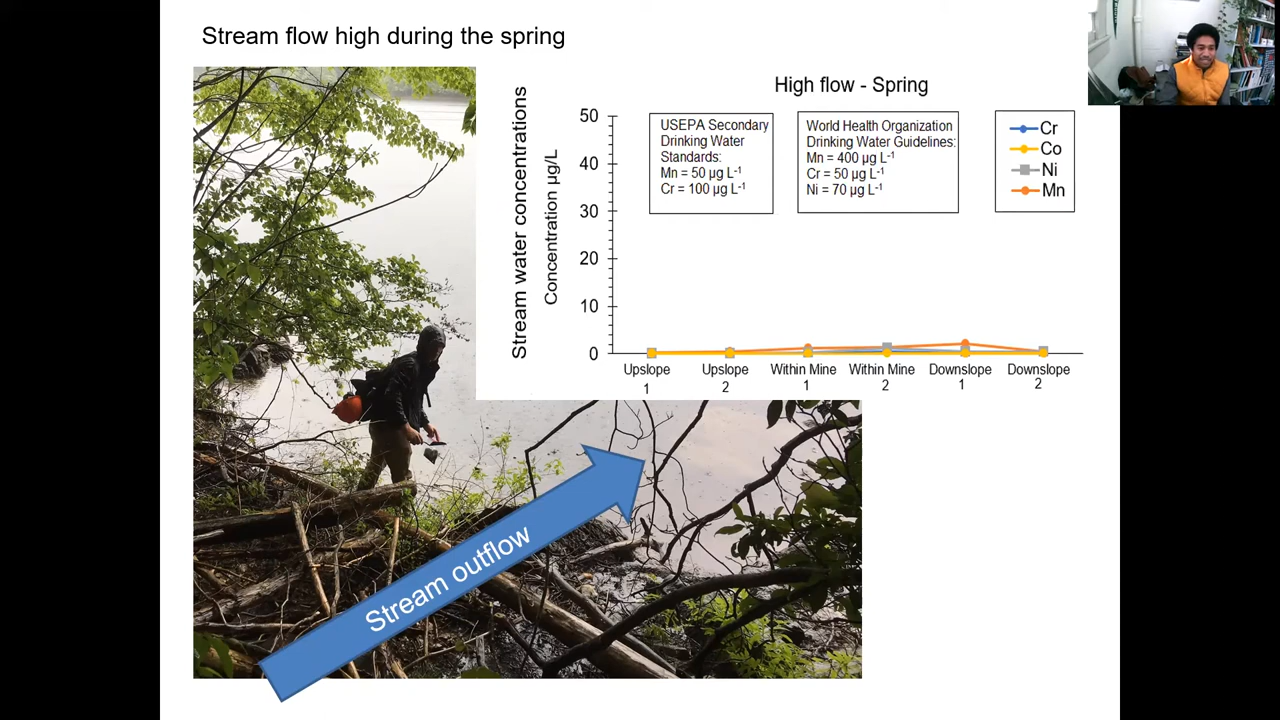 Stream flow high during the spring
High flow - Spring
Stream water concentrations
Concentration µg/L
50
40
30
20
10
0
USEPA Secondary
Drinking Water
Standards:
Mn = 50 µg L⁻¹
Cr = 100 µg L⁻¹
World Health Organization
Drinking Water Guidelines:
Mn = 400 µg L⁻¹
Cr = 50 µg L⁻¹
Ni = 70 µg L⁻¹
Cr
Co
Ni
Mn
Upslope 
1
Upslope 
2
Within Mine
1
Within Mine
2
Downslope
1
Downslope
2
Stream outflow